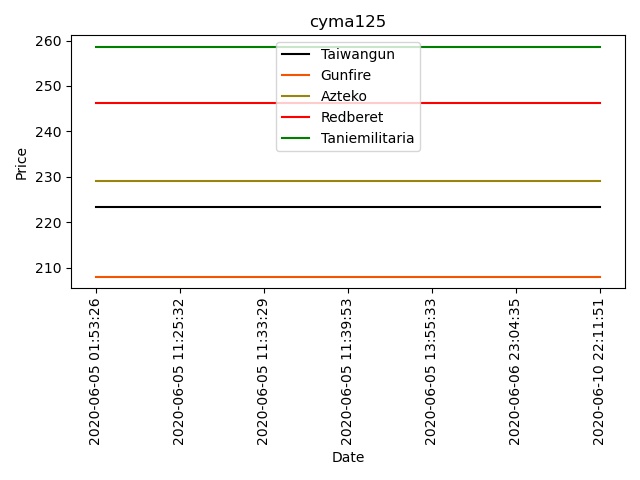 cyma125
Price
260
250
240
230
220
210
Taiwangun
Gunfire
Azteko
Redberet
Taniemilitaria
2020-06-05 01:53:26
2020-06-05 11:25:32
2020-06-05 11:33:29
2020-06-05 11:39:53
2020-06-05 13:55:33
2020-06-06 23:04:35
2020-06-10 22:11:51
Date